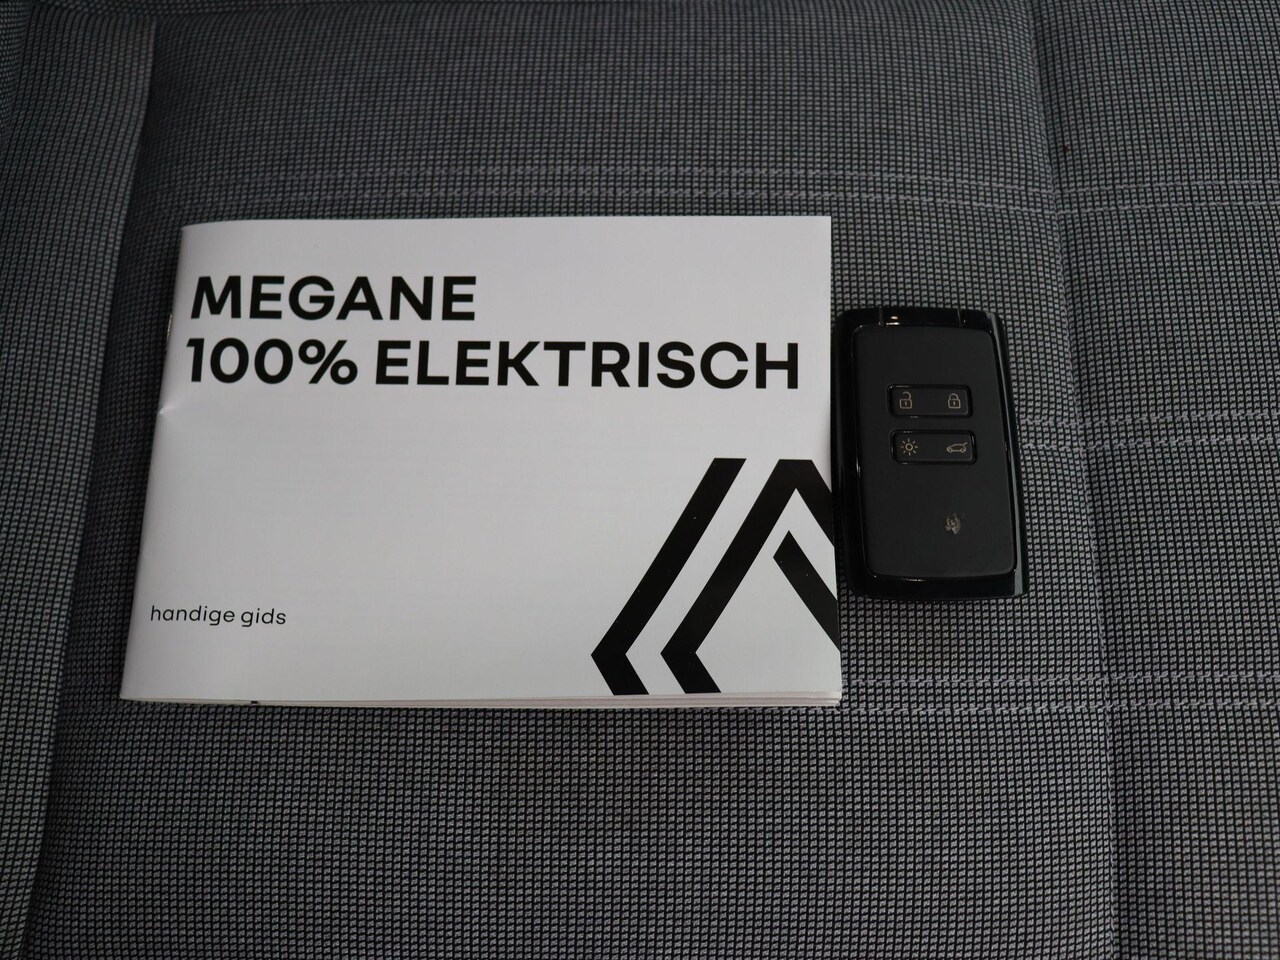 MEGANE
100% ELEKTRISCH
handige gids